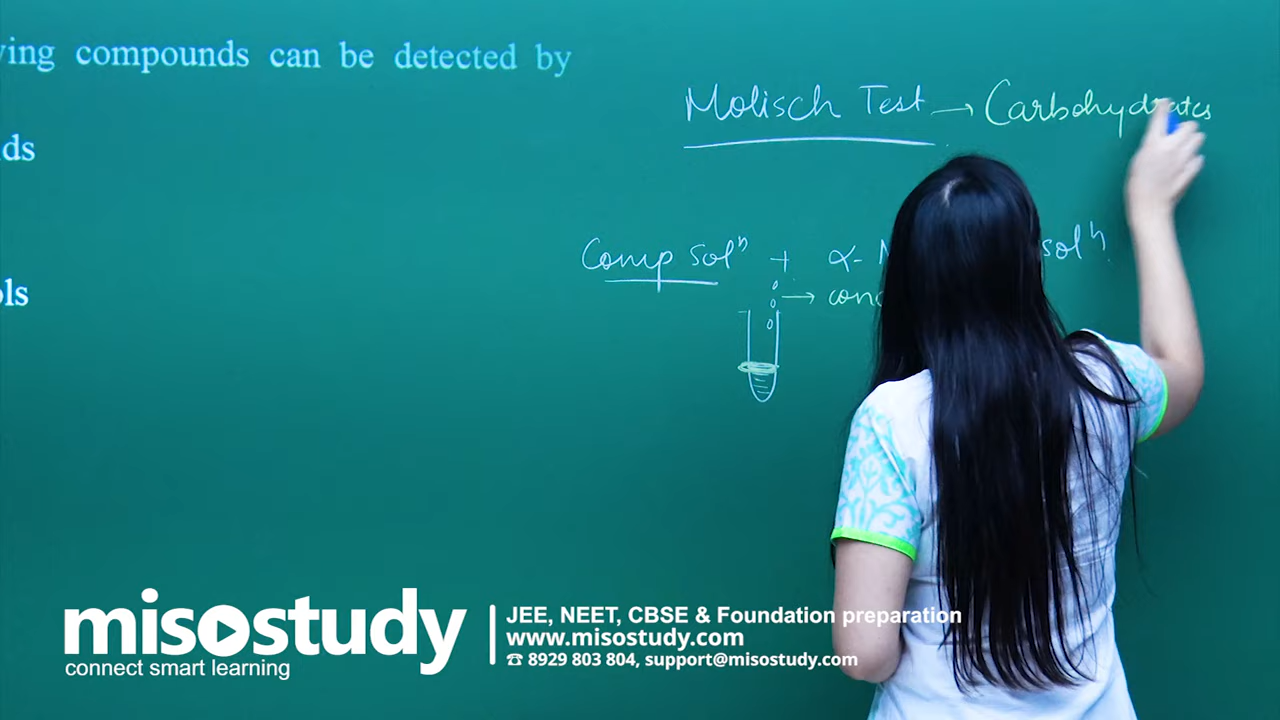 ving compounds can be detected by
Molisch Test → Carbohydrates
ds
Comp solⁿ + α- solⁿ
→ conc
ols
misostudy
connect smart learning
JEE, NEET, CBSE & Foundation preparation
www.misostudy.com
☎ 8929 803 804, support@misostudy.com